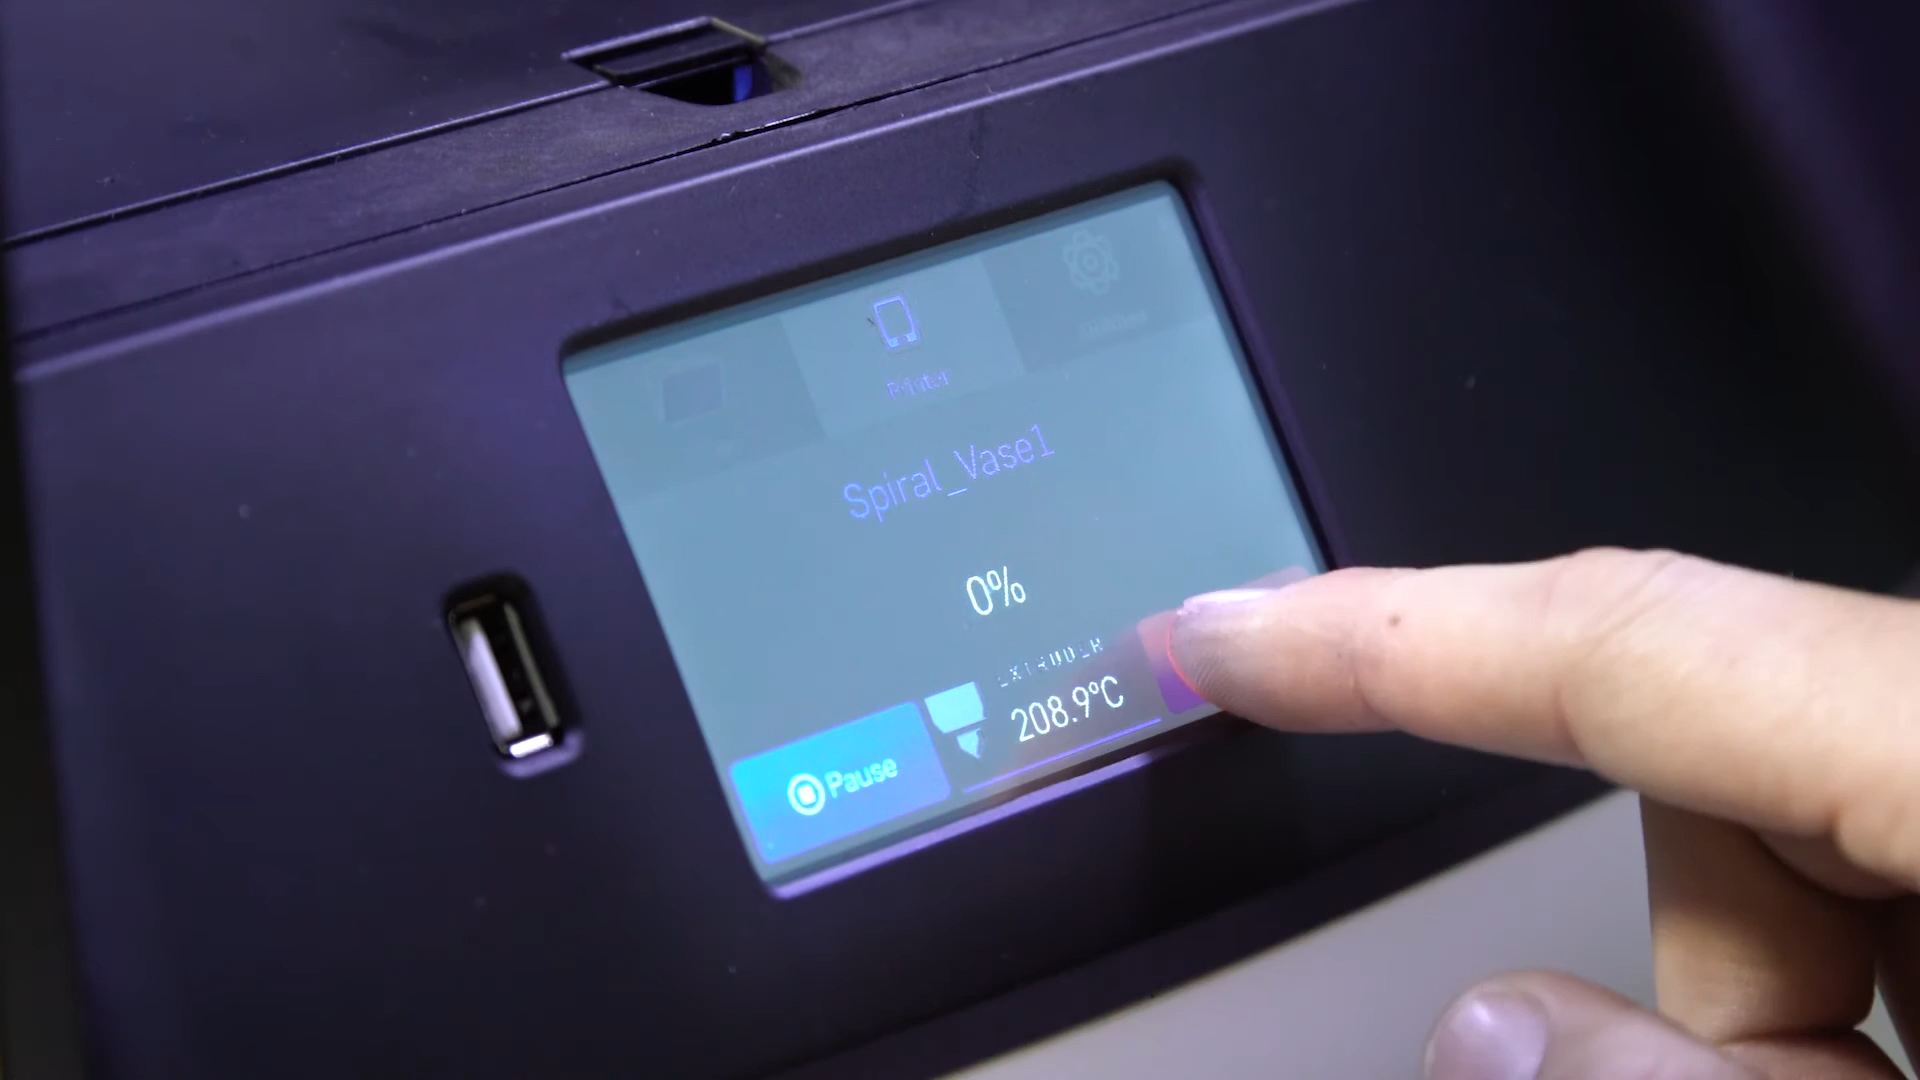 Printer
Spiral_Vase1
0%
EXTRUDER
208.9°C
Pause